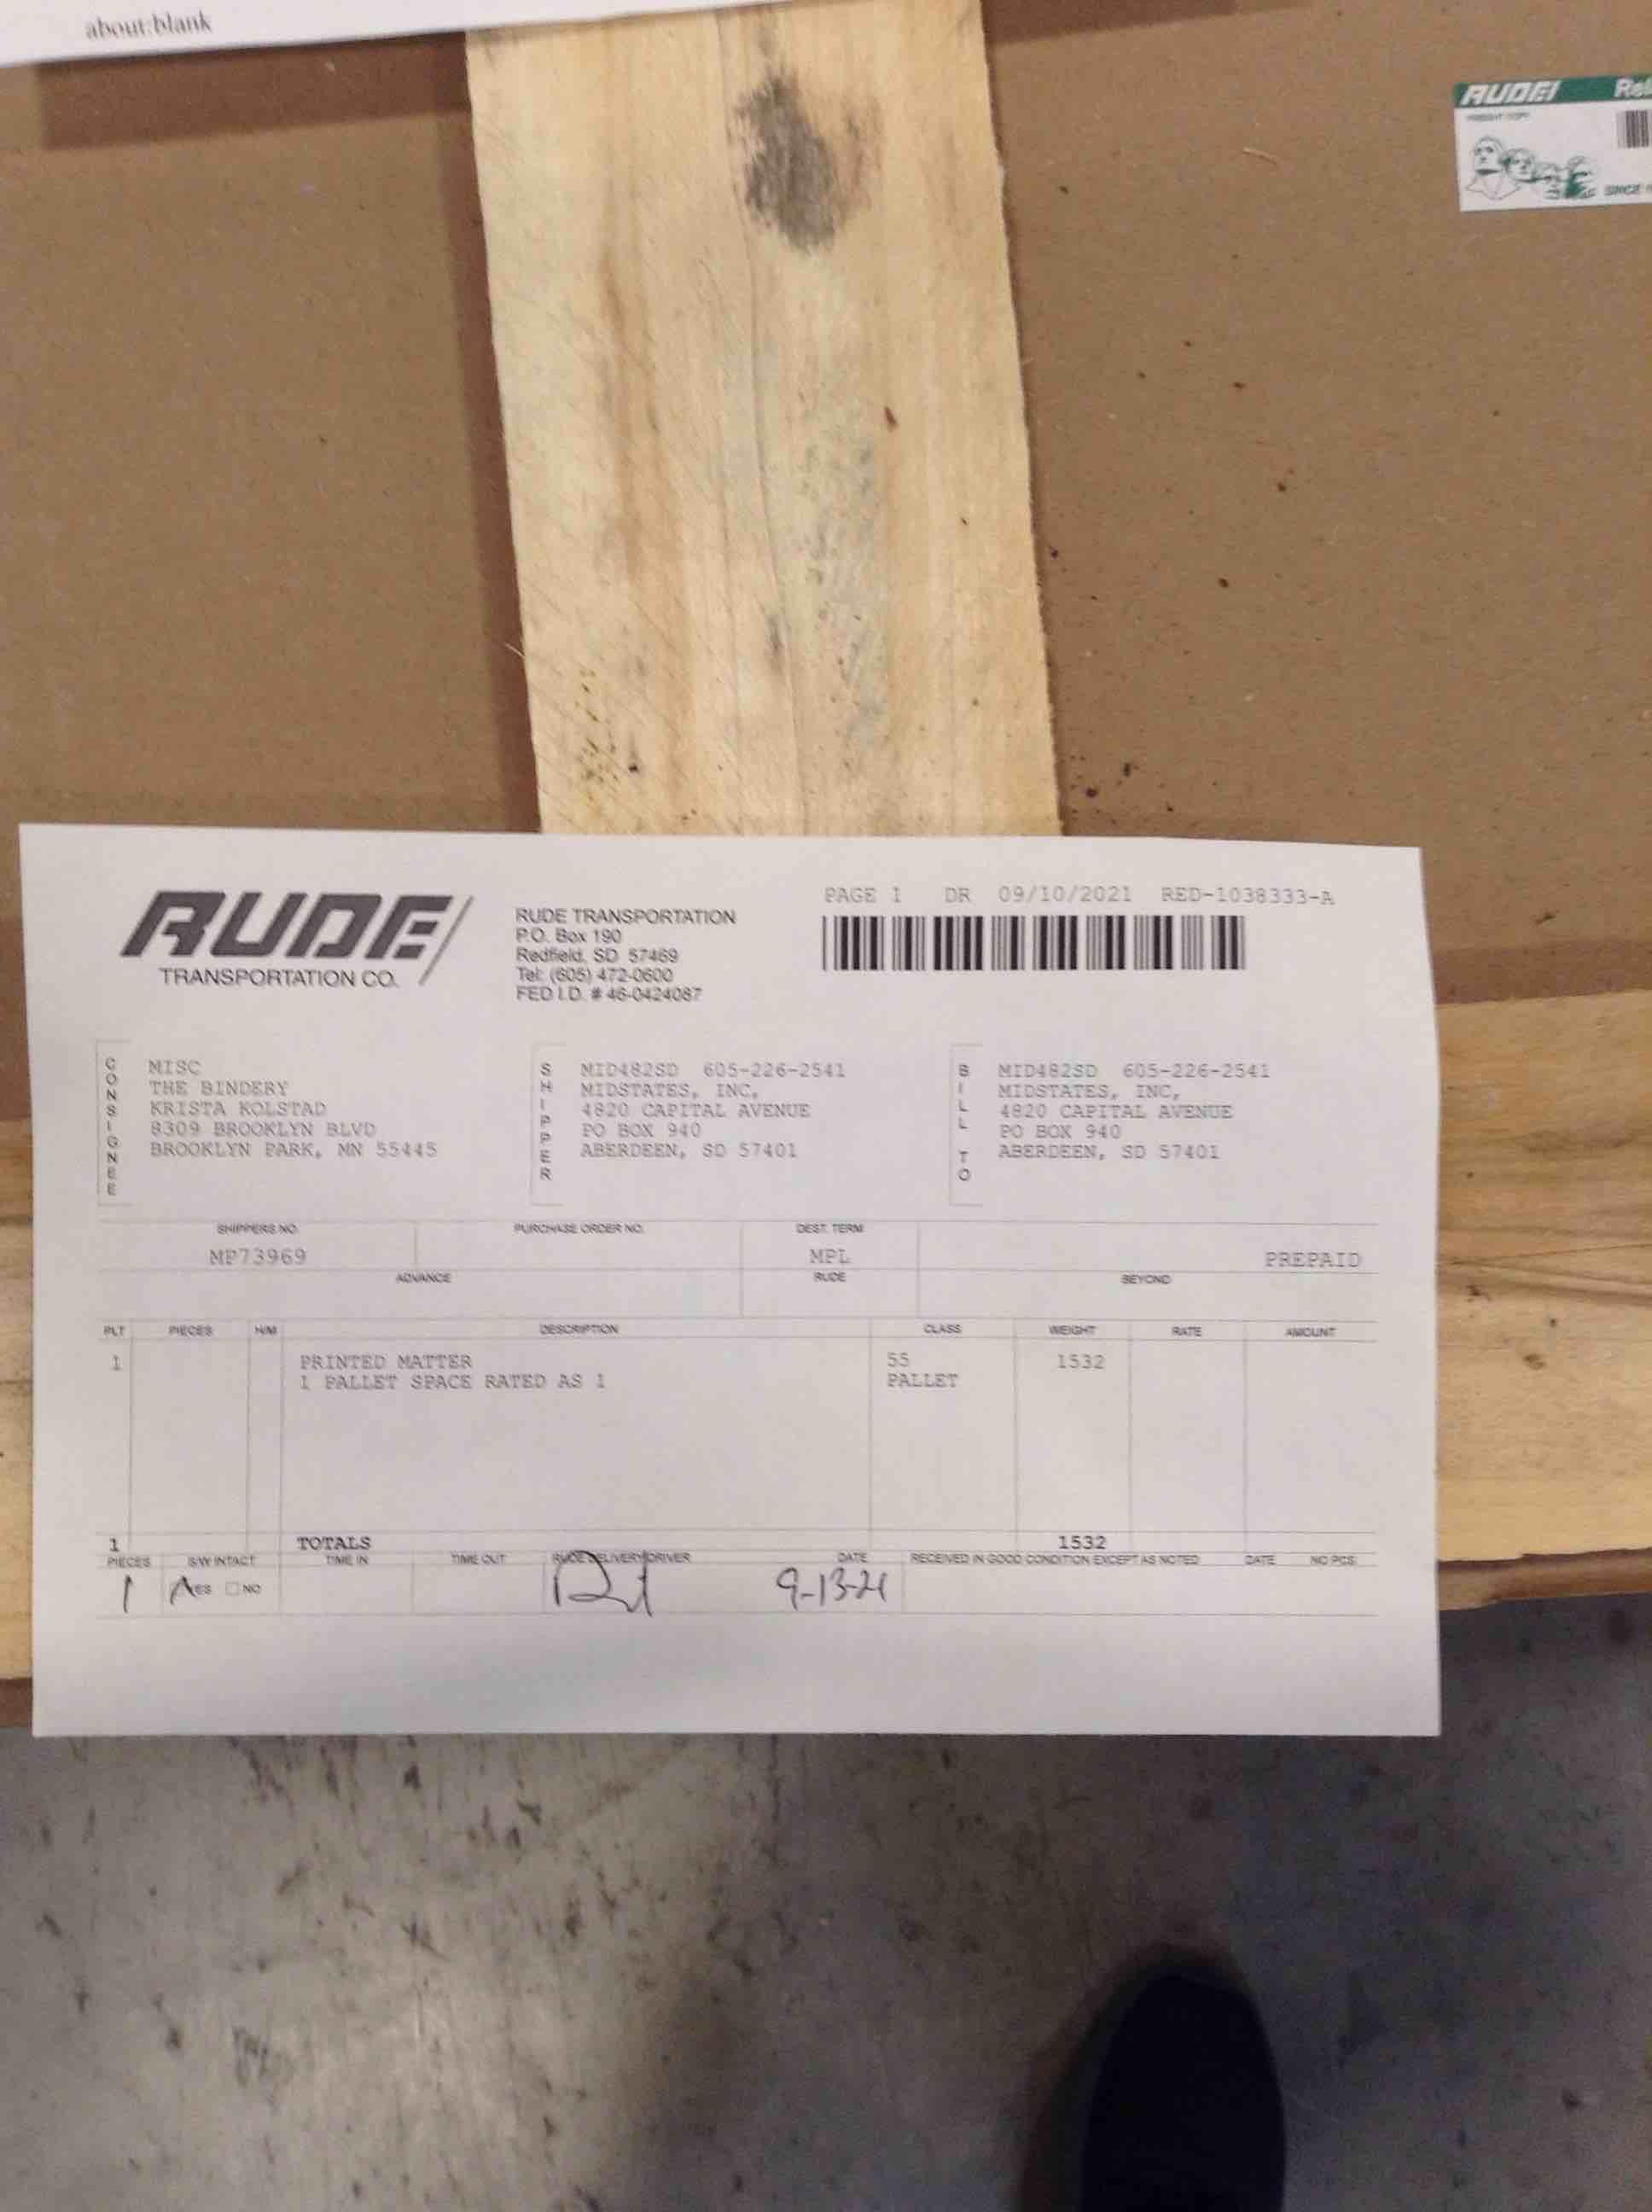 about:blank
RUDE!
FREIGHT COPY
SINCE
RUDE
TRANSPORTATION CO.
RUDE TRANSPORTATION
P.O. Box 190
Redfield, SD 57469
Tel: (605) 472-0600
FED I.D. # 46-0424087
PAGE 1 DR 09/10/2021 RED-1038333-A
CONSIGNEE
MISC
THE BINDERY
KRISTA KOLSTAD
8309 BROOKLYN BLVD
BROOKLYN PARK, MN 55445
SHIPPER
MID482SD 605-226-2541
MIDSTATES, INC,
4820 CAPITAL AVENUE
PO BOX 940
ABERDEEN, SD 57401
BILL TO
MID482SD 605-226-2541
MIDSTATES, INC,
4820 CAPITAL AVENUE
PO BOX 940
ABERDEEN, SD 57401
SHIPPERS NO. PURCHASE ORDER NO. DEST. TERM
MP73969 MPL PREPAID
ADVANCE RUDE BEYOND
PLT PIECES H/M DESCRIPTION CLASS WEIGHT RATE AMOUNT
1 PRINTED MATTER 55 1532
1 PALLET SPACE RATED AS 1 PALLET
1 TOTALS 1532
PIECES S/W INTACT TIME IN TIME OUT RUDE DELIVERY DRIVER DATE RECEIVED IN GOOD CONDITION EXCEPT AS NOTED DATE NO PCS
1 YES NO 9-13-21